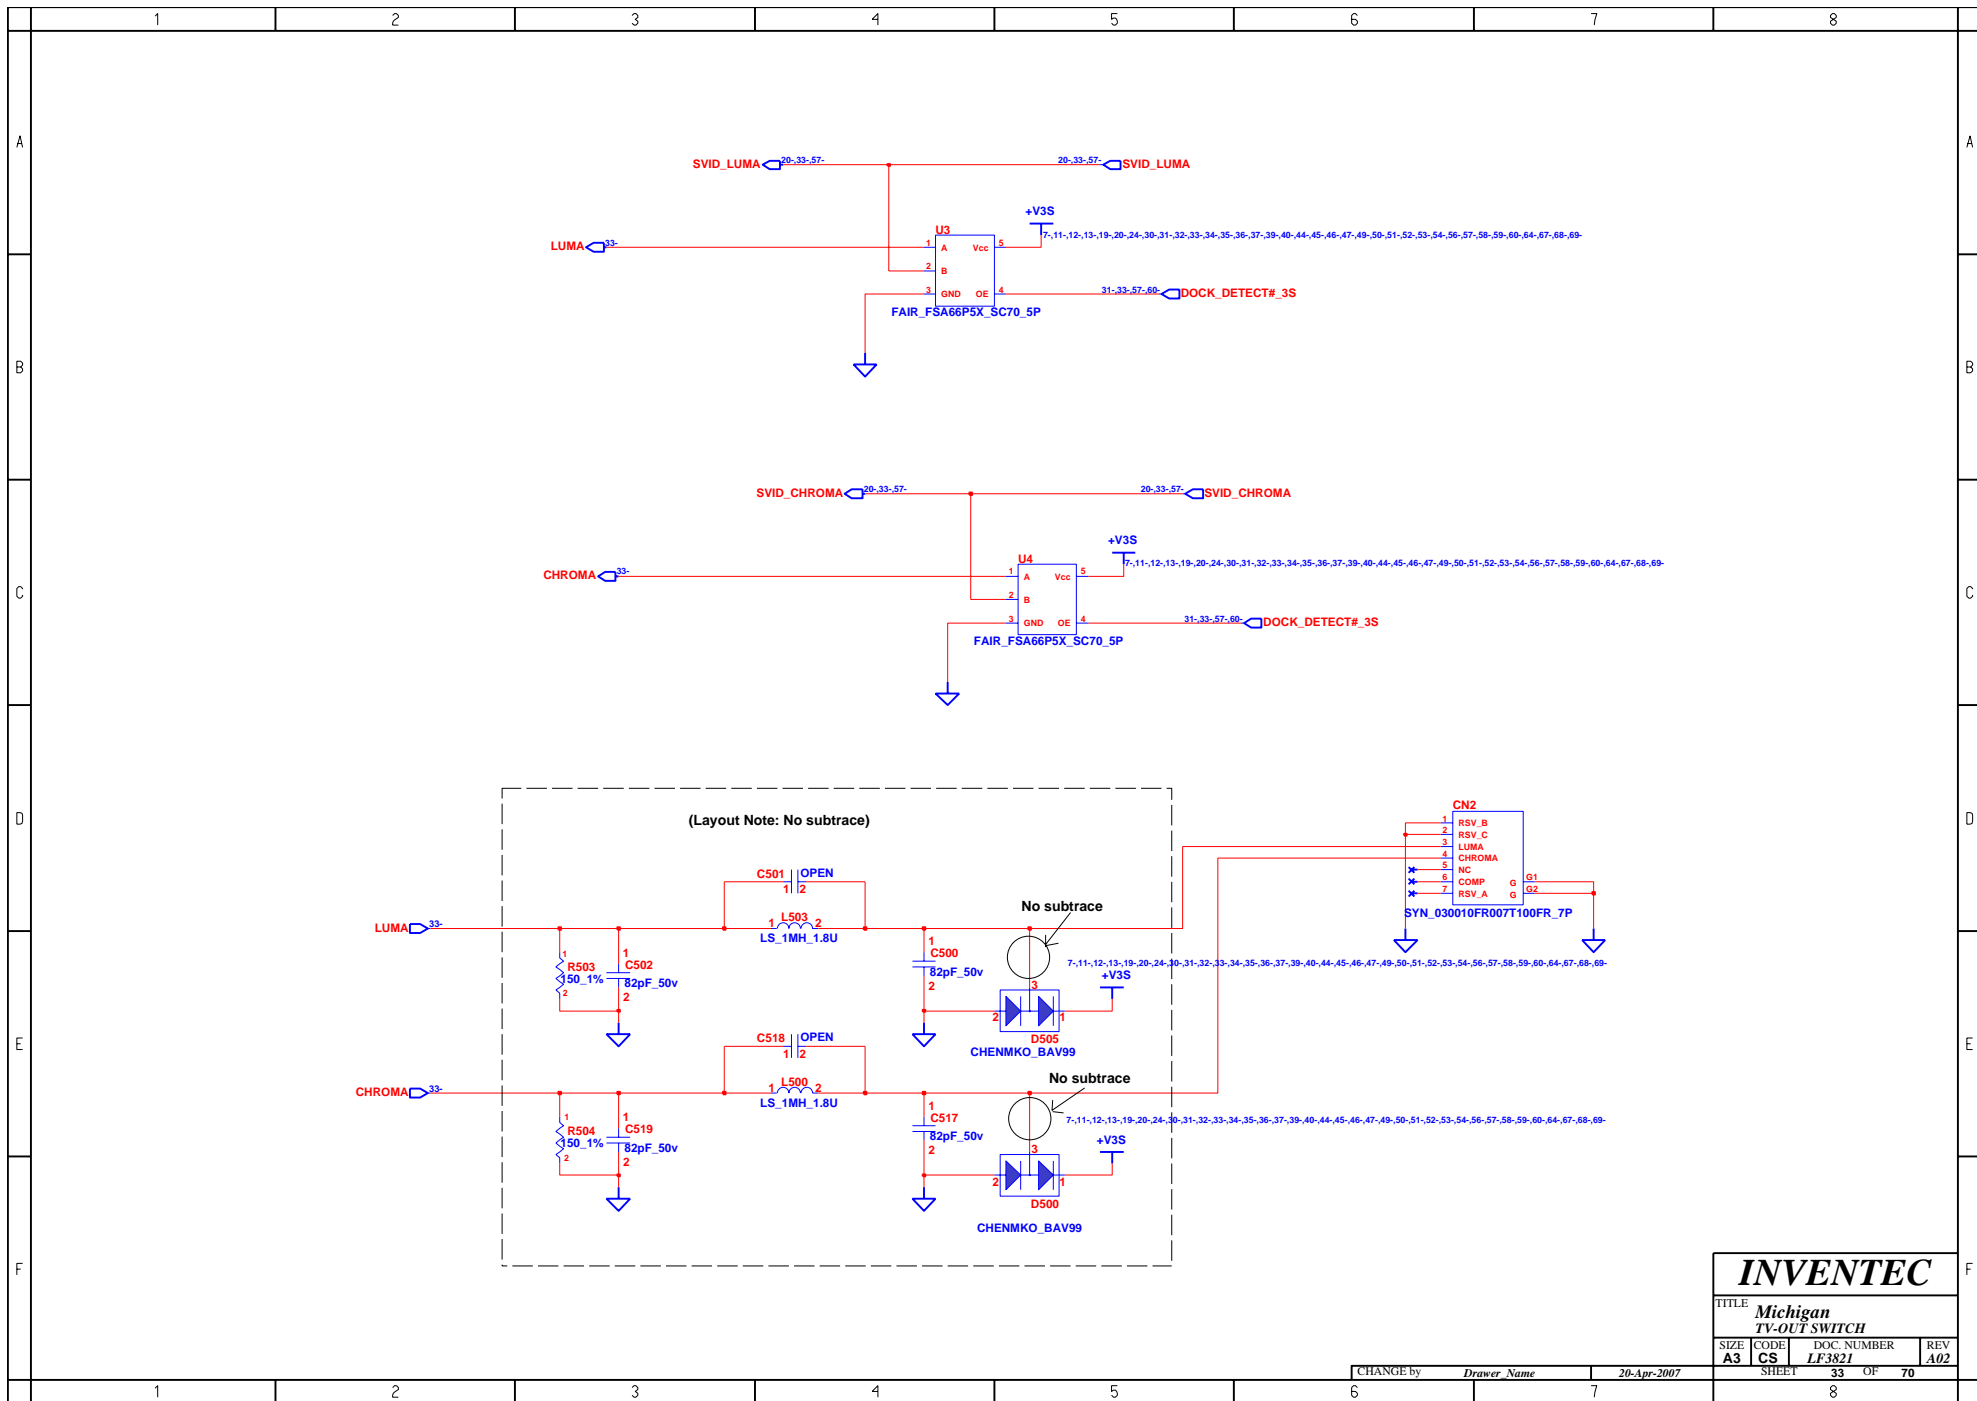 1 2 3 4 5 6 7 8
A A
SVID_LUMA 20-,33-,57- 20-,33-,57- SVID_LUMA
+V3S
7-,11-,12-,13-,19-,20-,24-,30-,31-,32-,33-,34-,35-,36-,37-,39-,40-,44-,45-,46-,47-,49-,50-,51-,52-,53-,54-,56-,57-,58-,59-,60-,64-,67-,68-,69-
U3
LUMA 33- 1 A Vcc 5
2 B
3 GND OE 4 31-,33-,57-,60- DOCK_DETECT#_3S
FAIR_FSA66P5X_SC70_5P
B B
SVID_CHROMA 20-,33-,57- 20-,33-,57- SVID_CHROMA
+V3S
7-,11-,12-,13-,19-,20-,24-,30-,31-,32-,33-,34-,35-,36-,37-,39-,40-,44-,45-,46-,47-,49-,50-,51-,52-,53-,54-,56-,57-,58-,59-,60-,64-,67-,68-,69-
U4
CHROMA 33- 1 A Vcc 5
C C
2 B
3 GND OE 4 31-,33-,57-,60- DOCK_DETECT#_3S
FAIR_FSA66P5X_SC70_5P
D D
(Layout Note: No subtrace)
CN2
1 RSV_B
2 RSV_C
3 LUMA
4 CHROMA
5 NC
6 COMP G G1
7 RSV_A G G2
SYN_030010FR007T100FR_7P
C501 OPEN
1 2
No subtrace
LUMA 33- 1 L503 2
LS_1MH_1.8U
1 R503 2
150_1%
1 C502
82pF_50v
2
1 C500
82pF_50v
2
7-,11-,12-,13-,19-,20-,24-,30-,31-,32-,33-,34-,35-,36-,37-,39-,40-,44-,45-,46-,47-,49-,50-,51-,52-,53-,54-,56-,57-,58-,59-,60-,64-,67-,68-,69-
+V3S
3
2 1
D505
CHENMKO_BAV99
E E
C518 OPEN
1 2
No subtrace
CHROMA 33- 1 L500 2
LS_1MH_1.8U
1 R504 2
150_1%
1 C519
82pF_50v
2
1 C517
82pF_50v
2
7-,11-,12-,13-,19-,20-,24-,30-,31-,32-,33-,34-,35-,36-,37-,39-,40-,44-,45-,46-,47-,49-,50-,51-,52-,53-,54-,56-,57-,58-,59-,60-,64-,67-,68-,69-
+V3S
3
2 1
D500
CHENMKO_BAV99
F F
INVENTEC
TITLE Michigan
TV-OUT SWITCH
SIZE CODE DOC. NUMBER REV
A3 CS LF3821 A02
CHANGE by Drawer_Name 20-Apr-2007 SHEET 33 OF 70
1 2 3 4 5 6 7 8